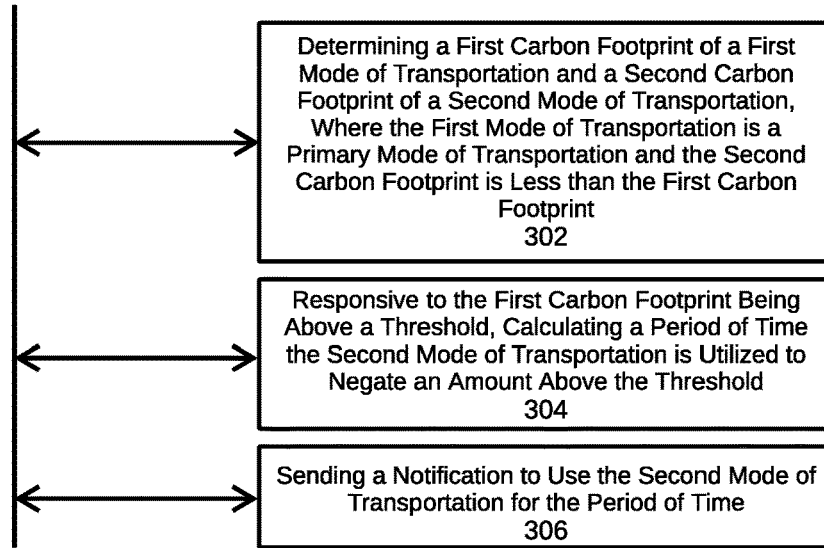 Determining a First Carbon Footprint of a First
Mode of Transportation and a Second Carbon
Footprint of a Second Mode of Transportation,
Where the First Mode of Transportation is a
Primary Mode of Transportation and the Second
Carbon Footprint is Less than the First Carbon
Footprint
302
Responsive to the First Carbon Footprint Being
Above a Threshold, Calculating a Period of Time
the Second Mode of Transportation is Utilized to
Negate an Amount Above the Threshold
304
Sending a Notification to Use the Second Mode of
Transportation for the Period of Time
306